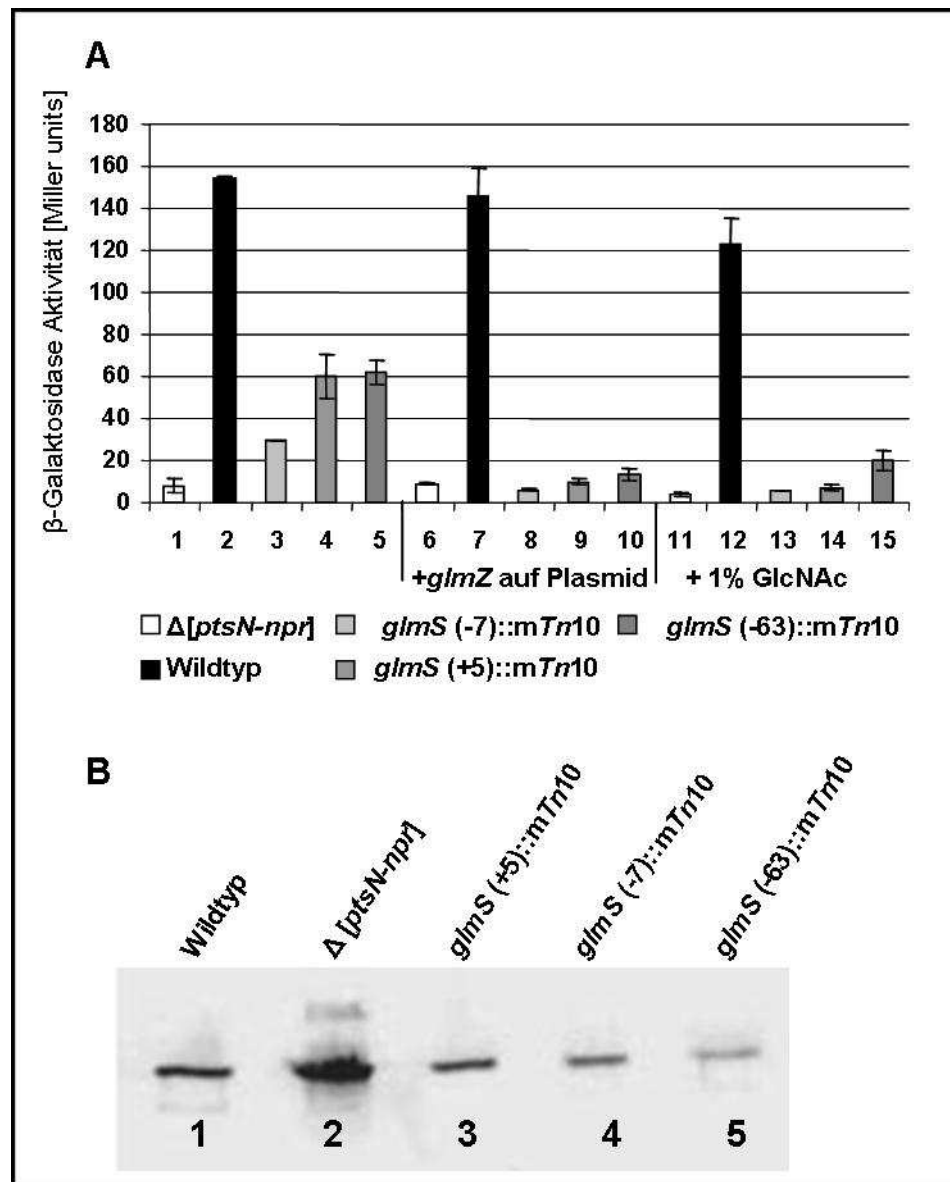 A
β-Galaktosidase Aktivität [Miller units]
180
160
140
120
100
80
60
40
20
0
1 2 3 4 5 6 7 8 9 10 11 12 13 14 15
+glmZ auf Plasmid + 1% GlcNAc
Δ[ptsN-npr] glmS (-7)::mTn10 glmS (-63)::mTn10
Wildtyp glmS (+5)::mTn10
B
Wildtyp
Δ [ptsN-npr]
glmS (+5)::mTn10
glmS (-7)::mTn10
glmS (-63)::mTn10
1 2 3 4 5